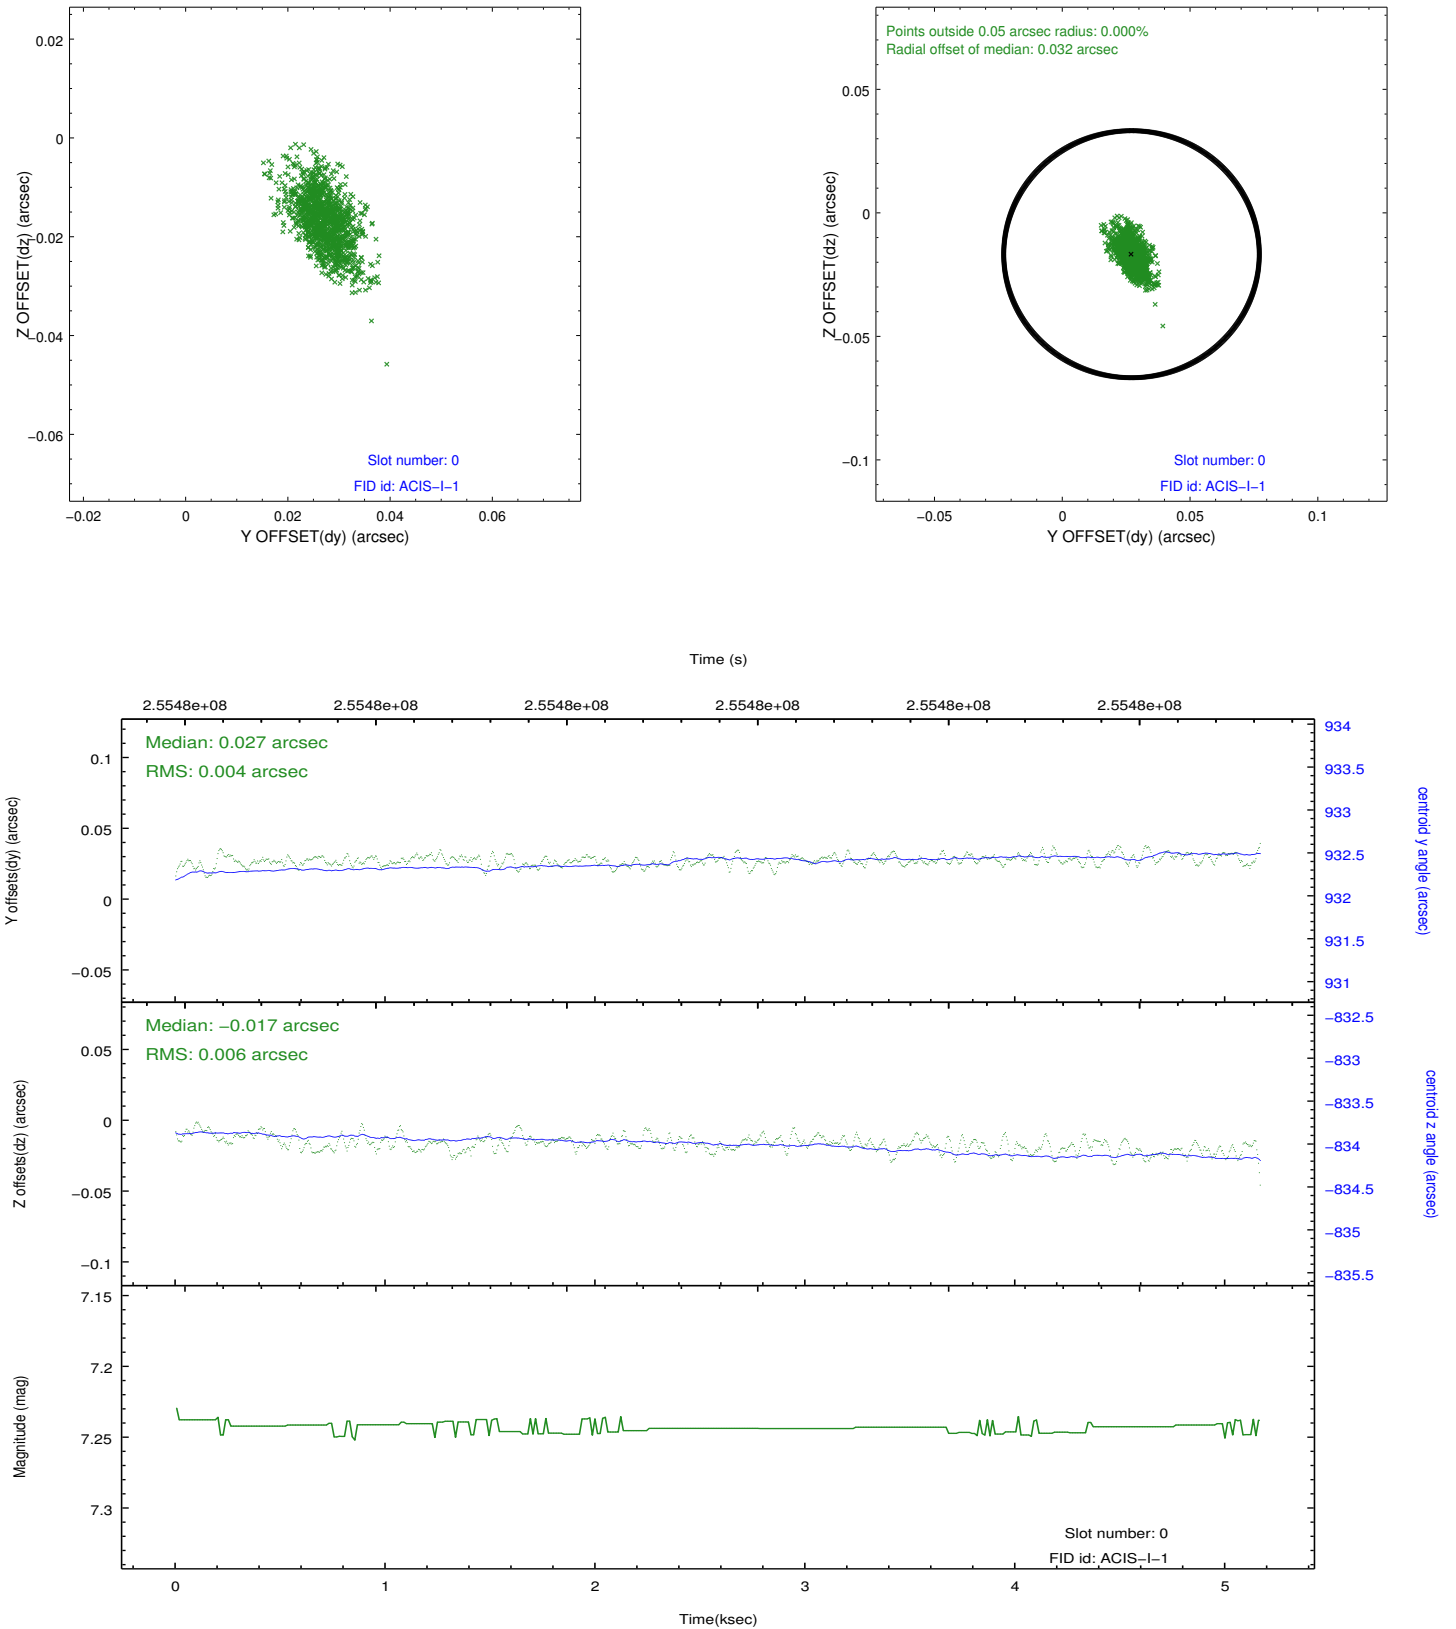 0.02
0
−0.02
−0.04
−0.06
Z OFFSET(dz) (arcsec)
Slot number: 0
FID id: ACIS−I−1
−0.02 0 0.02 0.04 0.06
Y OFFSET(dy) (arcsec)
Points outside 0.05 arcsec radius: 0.000%
Radial offset of median: 0.032 arcsec
0.05
0
−0.05
−0.1
Z OFFSET(dz) (arcsec)
Slot number: 0
FID id: ACIS−I−1
−0.05 0 0.05 0.1
Y OFFSET(dy) (arcsec)
Time (s)
2.5548e+08 2.5548e+08 2.5548e+08 2.5548e+08 2.5548e+08 2.5548e+08
Median: 0.027 arcsec
RMS: 0.004 arcsec
0.1
0.05
0
−0.05
Y offsets(dy) (arcsec)
934
933.5
933
932.5
932
931.5
931
centroid y angle (arcsec)
Median: −0.017 arcsec
RMS: 0.006 arcsec
0.05
0
−0.05
−0.1
Z offsets(dz) (arcsec)
−832.5
−833
−833.5
−834
−834.5
−835
−835.5
centroid z angle (arcsec)
7.15
7.2
7.25
7.3
Magnitude (mag)
Slot number: 0
FID id: ACIS−I−1
0 1 2 3 4 5
Time(ksec)